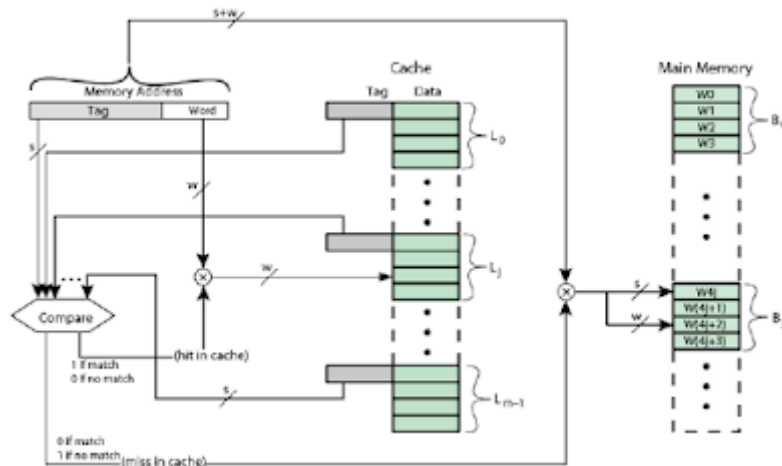 s+w
Cache
Main Memory
Memory Address
Tag Word
Tag Data
W0
W1
W2
W3
L0
s
w
w
Lj
s
w
W4j
W(4j+1)
W(4j+2)
W(4j+3)
Compare
(hit in cache)
1 if match
0 if no match
s
Lm–1
0 if match
1 if no match
(miss in cache)